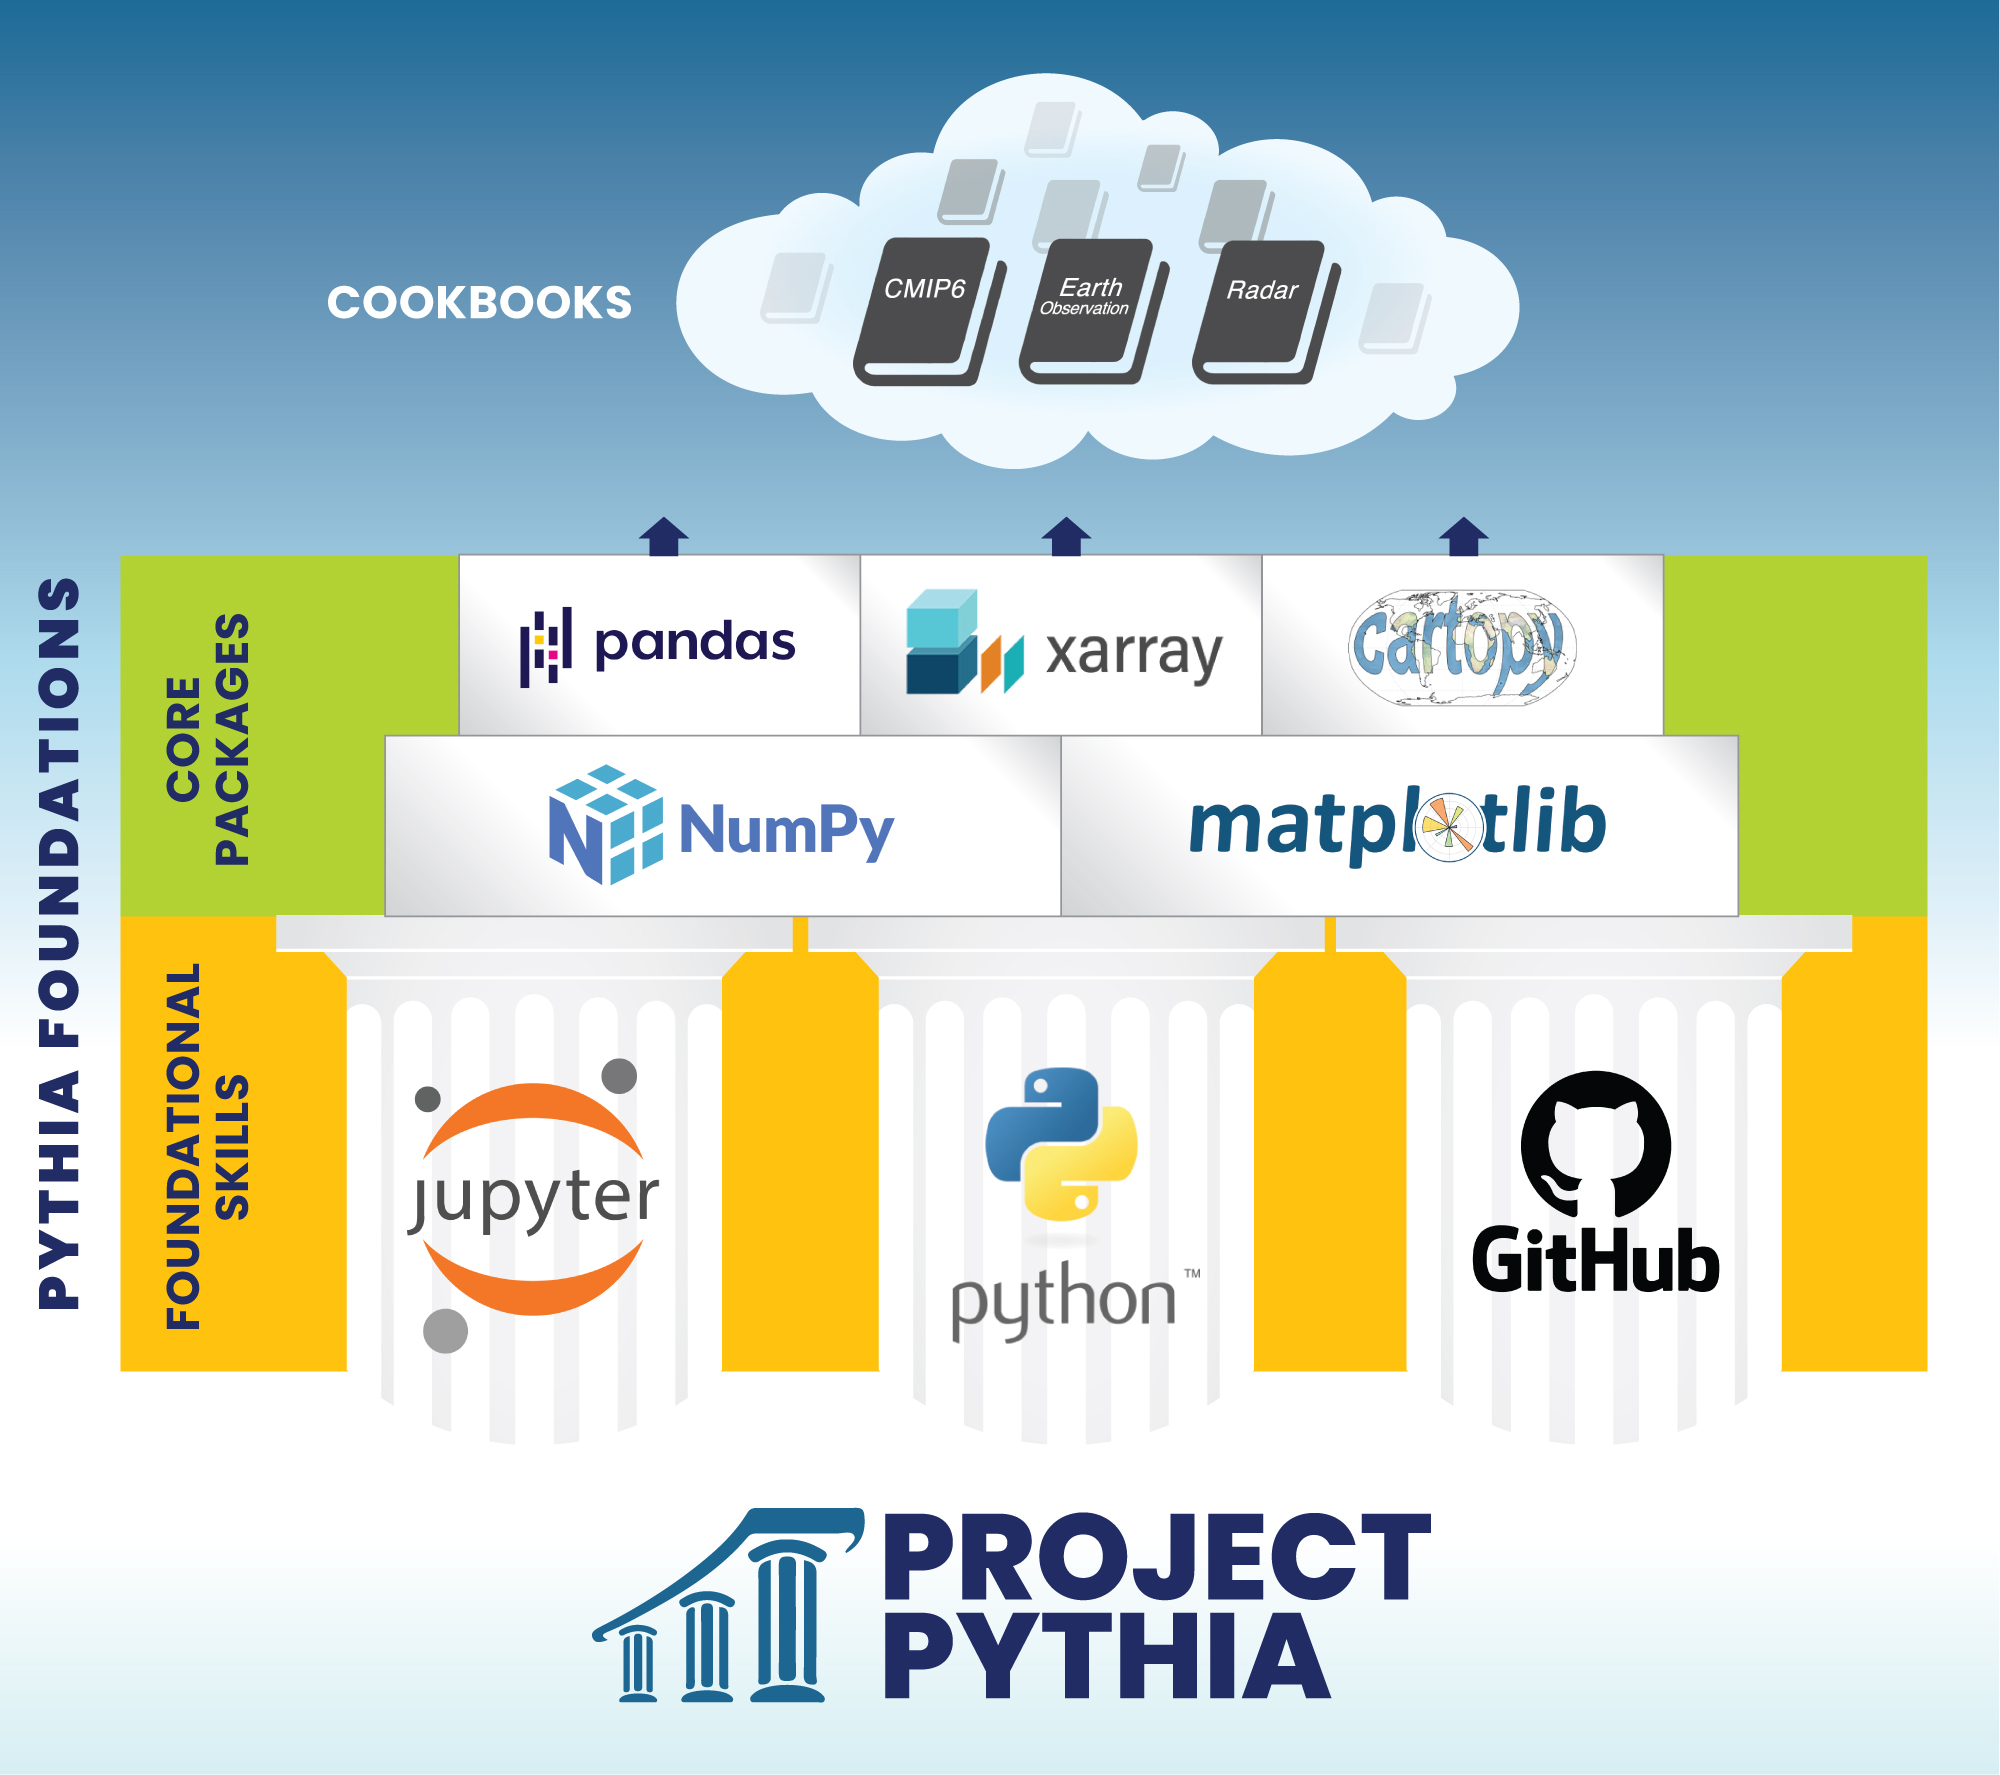 COOKBOOKS
CMIP6
Earth
Observation
Radar
PYTHIA FOUNDATIONS
CORE
PACKAGES
pandas
xarray
cartopy
NumPy
matplotlib
FOUNDATIONAL
SKILLS
jupyter
python™
GitHub
PROJECT
PYTHIA